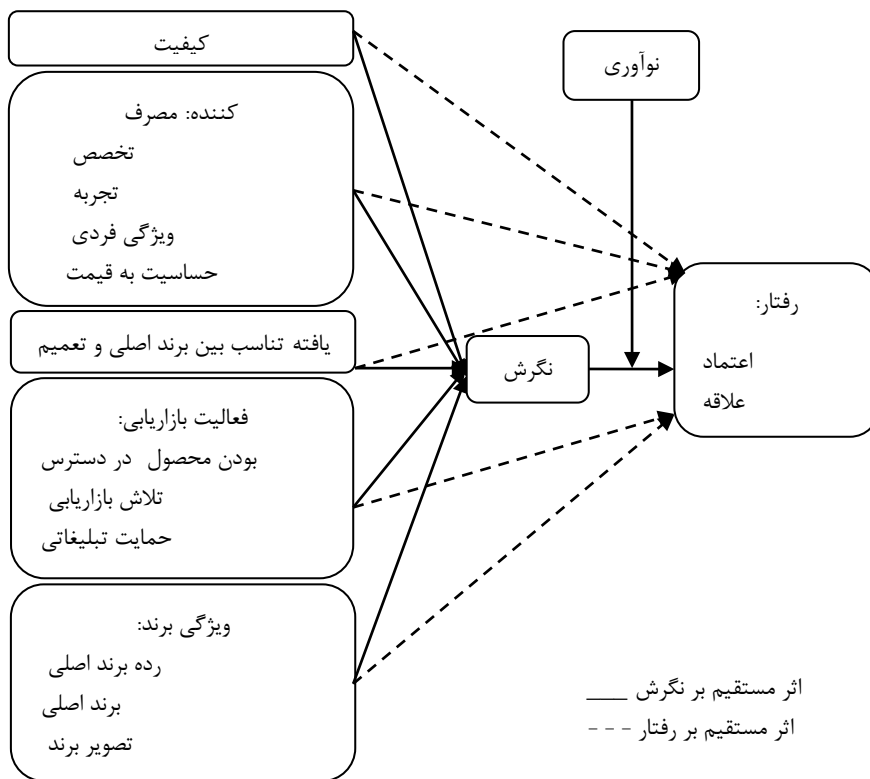 کیفیت
نوآوری
کننده: مصرف
تخصص
تجربه
ویژگی فردی
حساسیت به قیمت
یافته تناسب بین برند اصلی و تعمیم
نگرش
رفتار:
اعتماد
علاقه
فعالیت بازاریابی:
بودن محصول در دسترس
تلاش بازاریابی
حمایت تبلیغاتی
ویژگی برند:
رده برند اصلی
برند اصلی
تصویر برند
اثر مستقیم بر نگرش ___
اثر مستقیم بر رفتار - - -